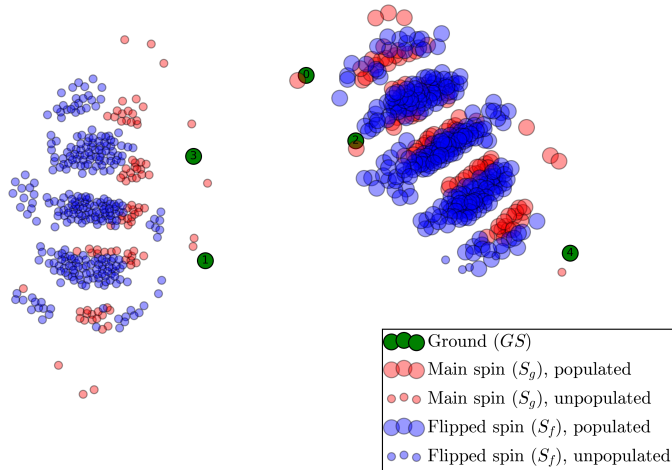 0
2
3
1
4
Ground (GS)
Main spin (S_g), populated
Main spin (S_g), unpopulated
Flipped spin (S_f), populated
Flipped spin (S_f), unpopulated